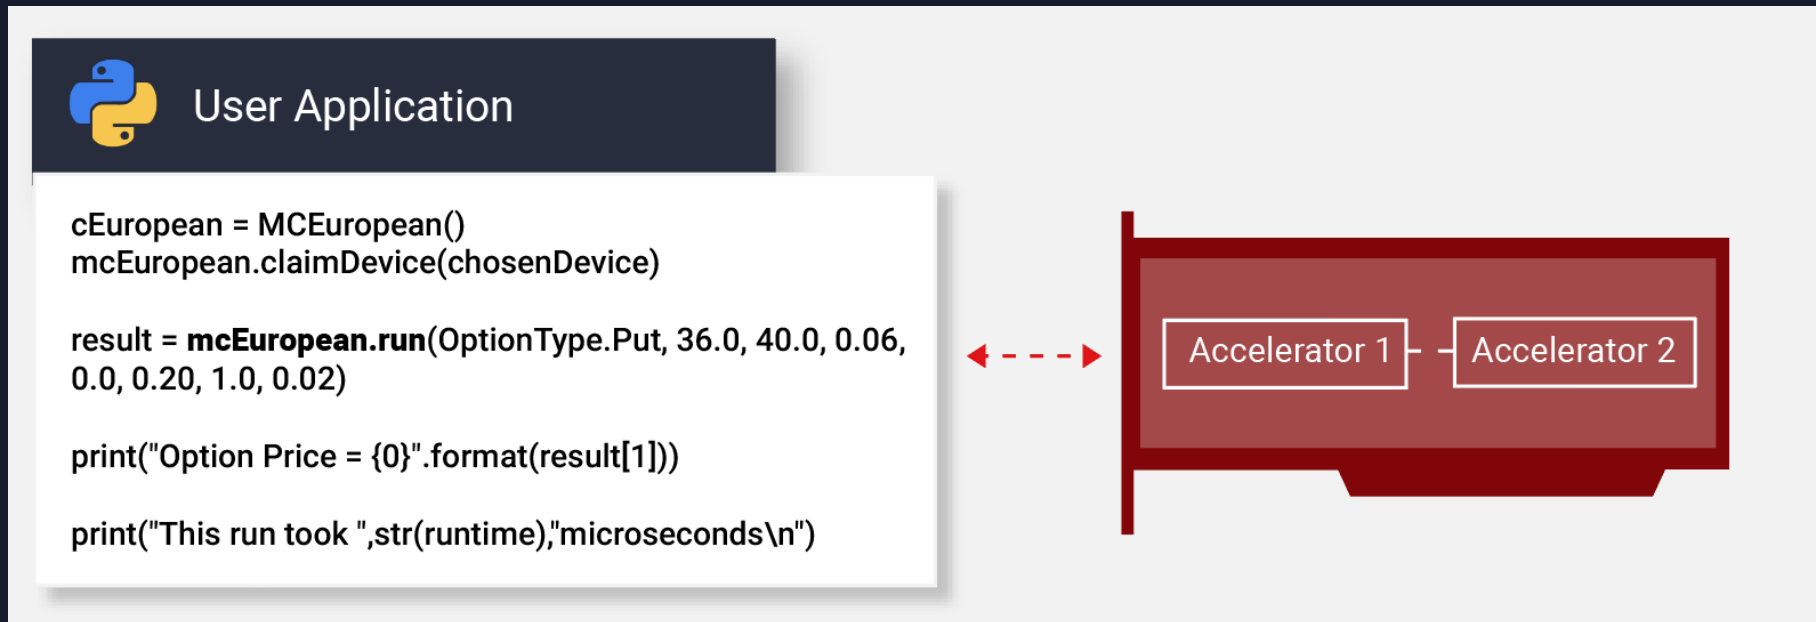 User Application
cEuropean = MCEuropean()
mcEuropean.claimDevice(chosenDevice)
result = mcEuropean.run(OptionType.Put, 36.0, 40.0, 0.06,
0.0, 0.20, 1.0, 0.02)
print("Option Price = {0}".format(result[1]))
print("This run took ",str(runtime),"microseconds\n")
Accelerator 1
Accelerator 2